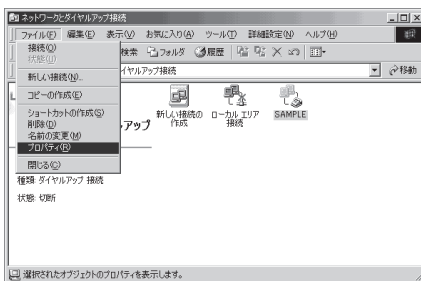 ネットワークとダイヤルアップ接続
ファイル(F) 編集(E) 表示(V) お気に入り(A) ツール(T) 詳細設定(N) ヘルプ(H)
検索 フォルダ 履歴
イヤルアップ接続 移動
接続(O)
状態(U)
新しい接続(N)...
コピーの作成(E)
ショートカットの作成(S)
削除(D)
名前の変更(M)
プロパティ(R)
閉じる(C)
ルアップ
新しい接続の作成
ローカル エリア接続
SAMPLE
種類: ダイヤルアップ 接続
状態: 切断
選択されたオブジェクトのプロパティを表示します。